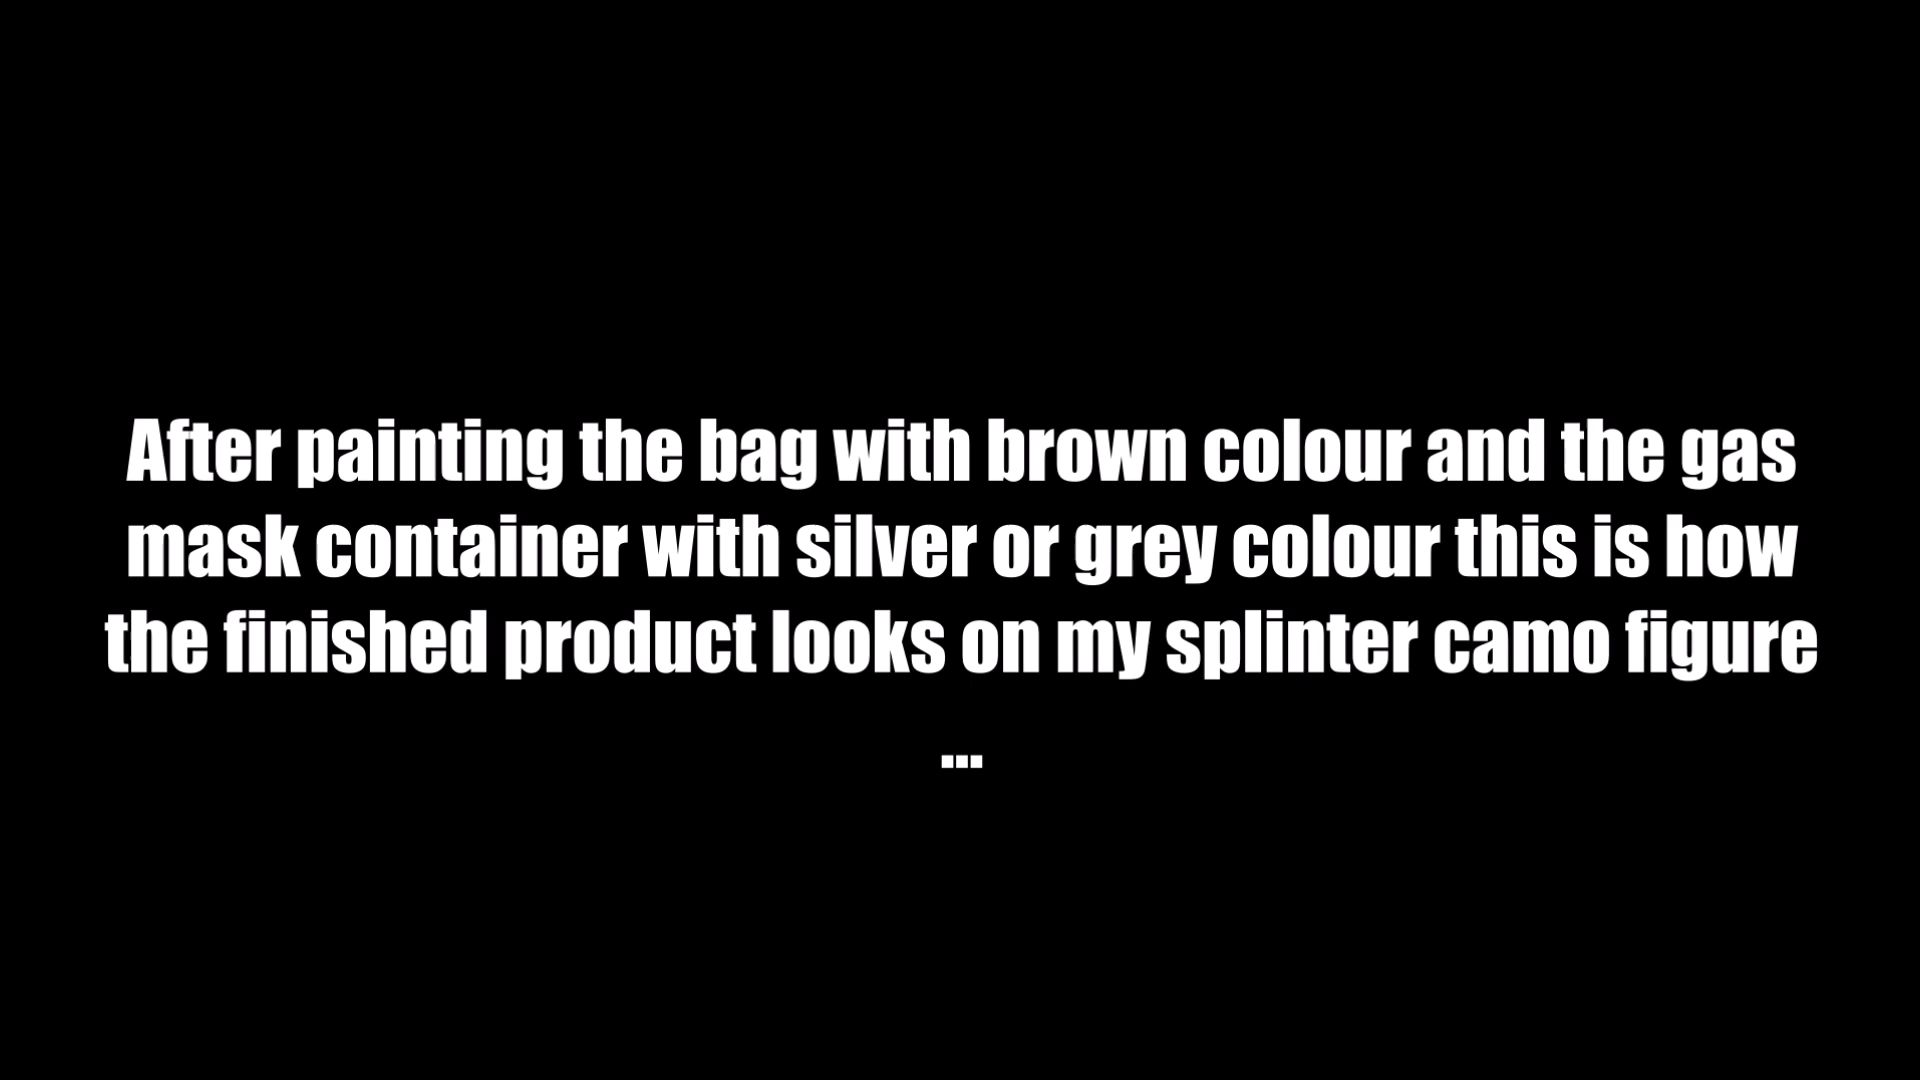 After painting the bag with brown colour and the gas
mask container with silver or grey colour this is how
the finished product looks on my splinter camo figure
...